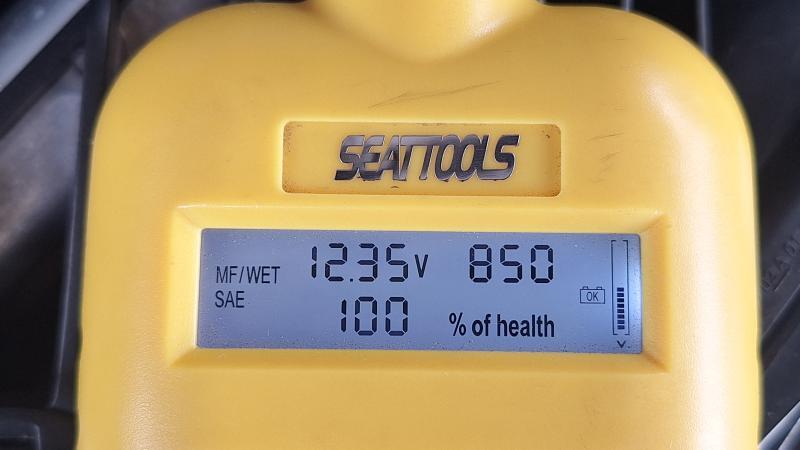 SEATTOOLS
MF/WET 12.35V 850
SAE 100 % of health
OK